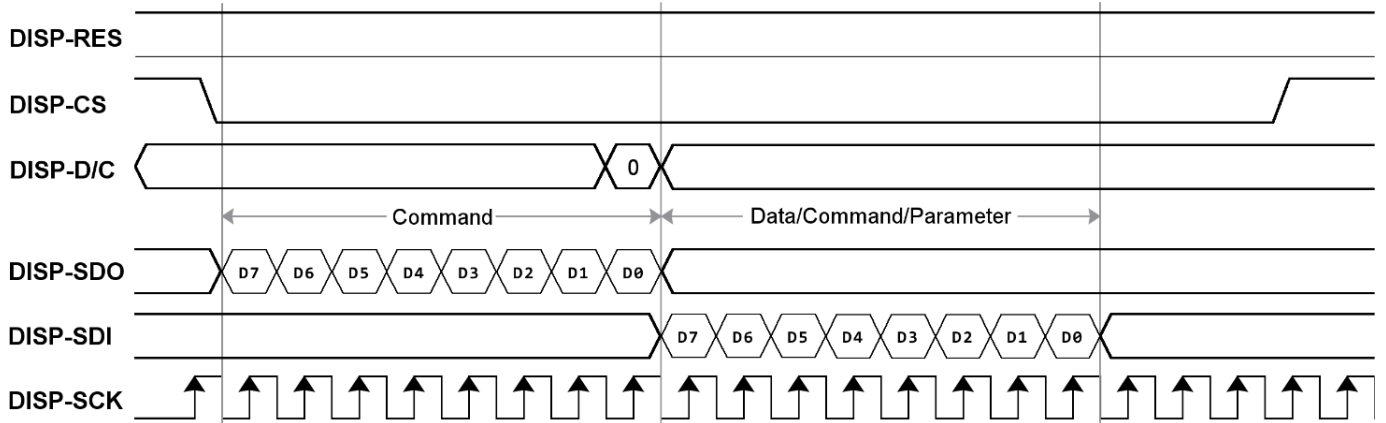 DISP-RES
DISP-CS
DISP-D/C 0
Command Data/Command/Parameter
DISP-SDO D7 D6 D5 D4 D3 D2 D1 D0
DISP-SDI D7 D6 D5 D4 D3 D2 D1 D0
DISP-SCK